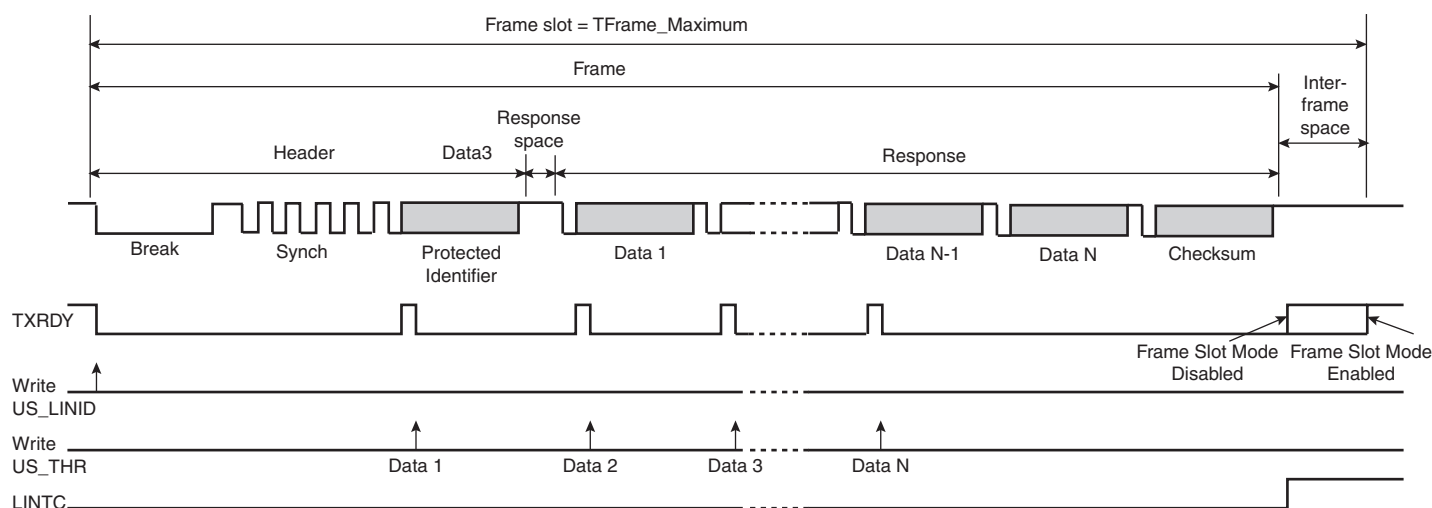 Frame slot = TFrame_Maximum
Frame
Inter-
frame
space
Response
space
Header
Data3
Response
Break
Synch
Protected
Identifier
Data 1
Data N-1
Data N
Checksum
TXRDY
Frame Slot Mode
Disabled
Frame Slot Mode
Enabled
Write
US_LINID
Write
US_THR
Data 1
Data 2
Data 3
Data N
LINTC